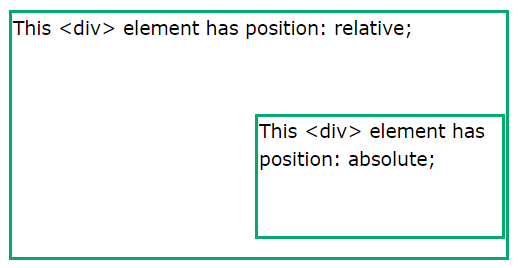 This <div> element has position: relative;
This <div> element has
position: absolute;